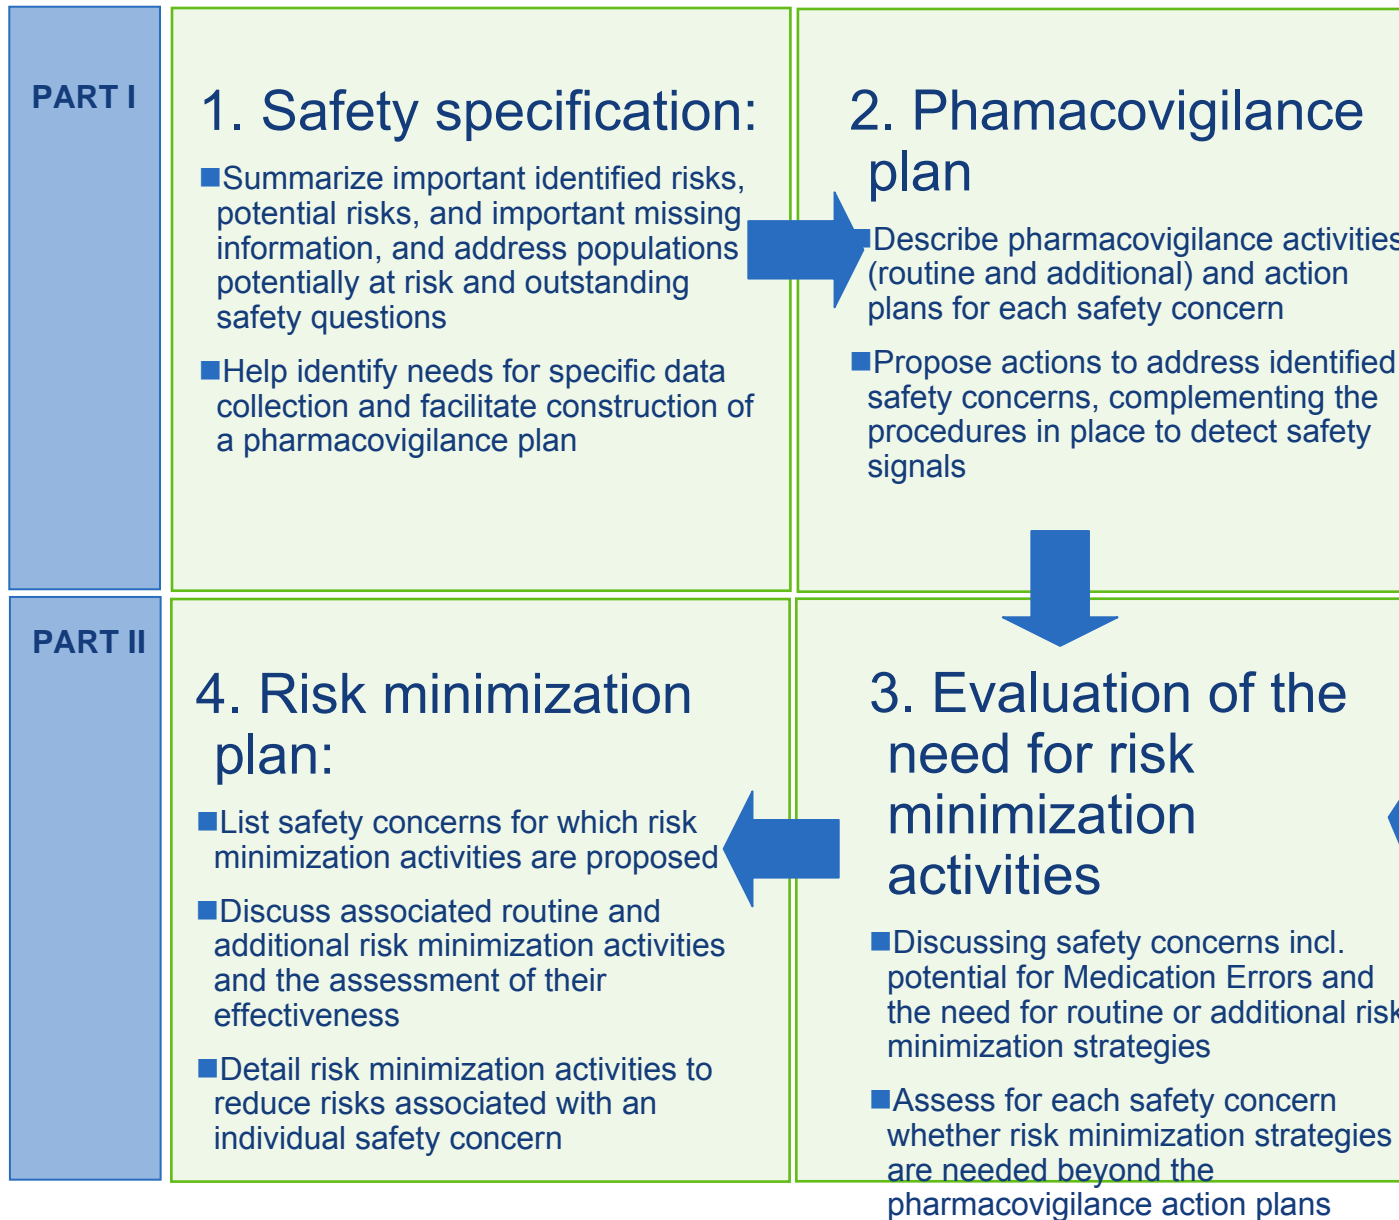 PART I
1. Safety specification:
■Summarize important identified risks,
potential risks, and important missing
information, and address populations
potentially at risk and outstanding
safety questions
■Help identify needs for specific data
collection and facilitate construction of
a pharmacovigilance plan
2. Phamacovigilance
plan
■Describe pharmacovigilance activities
(routine and additional) and action
plans for each safety concern
■Propose actions to address identified
safety concerns, complementing the
procedures in place to detect safety
signals
PART II
4. Risk minimization
plan:
■List safety concerns for which risk
minimization activities are proposed
■Discuss associated routine and
additional risk minimization activities
and the assessment of their
effectiveness
■Detail risk minimization activities to
reduce risks associated with an
individual safety concern
3. Evaluation of the
need for risk
minimization
activities
■Discussing safety concerns incl.
potential for Medication Errors and
the need for routine or additional risk
minimization strategies
■Assess for each safety concern
whether risk minimization strategies
are needed beyond the
pharmacovigilance action plans